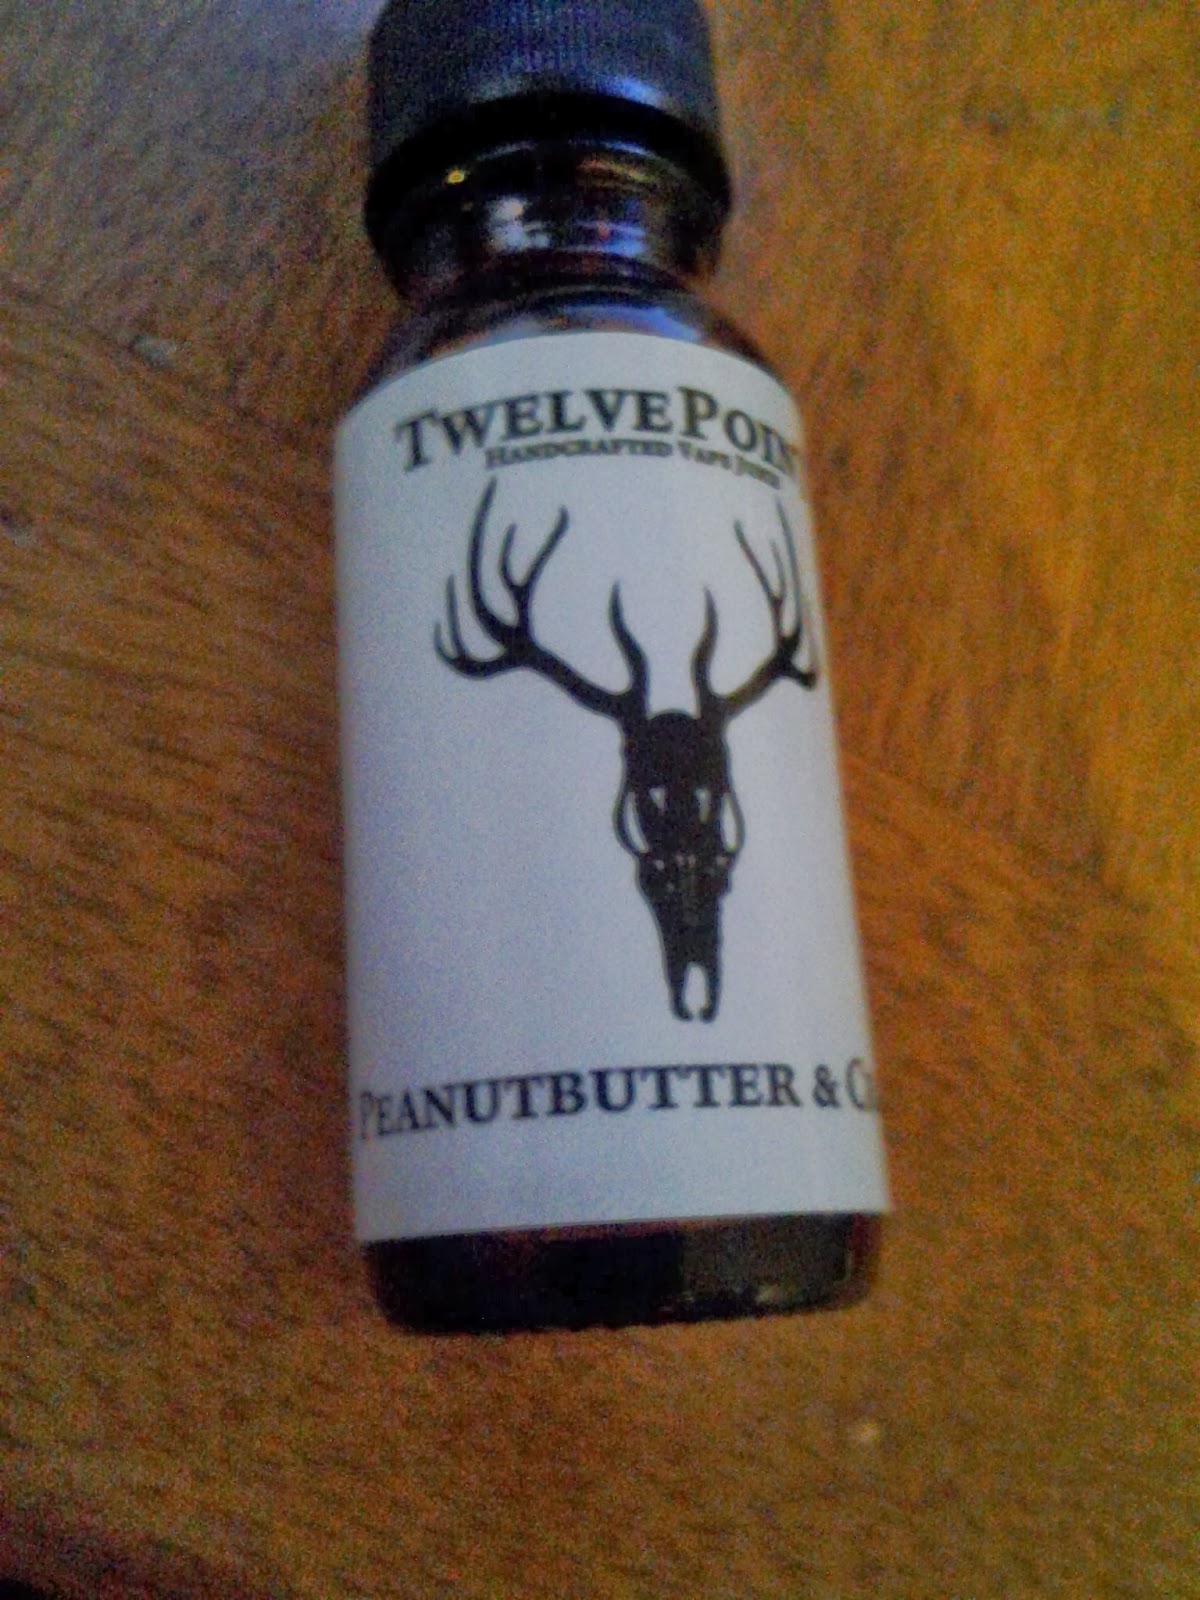 TWELVEPOINT
HANDCRAFTED VAPE JUICE
PEANUTBUTTER &